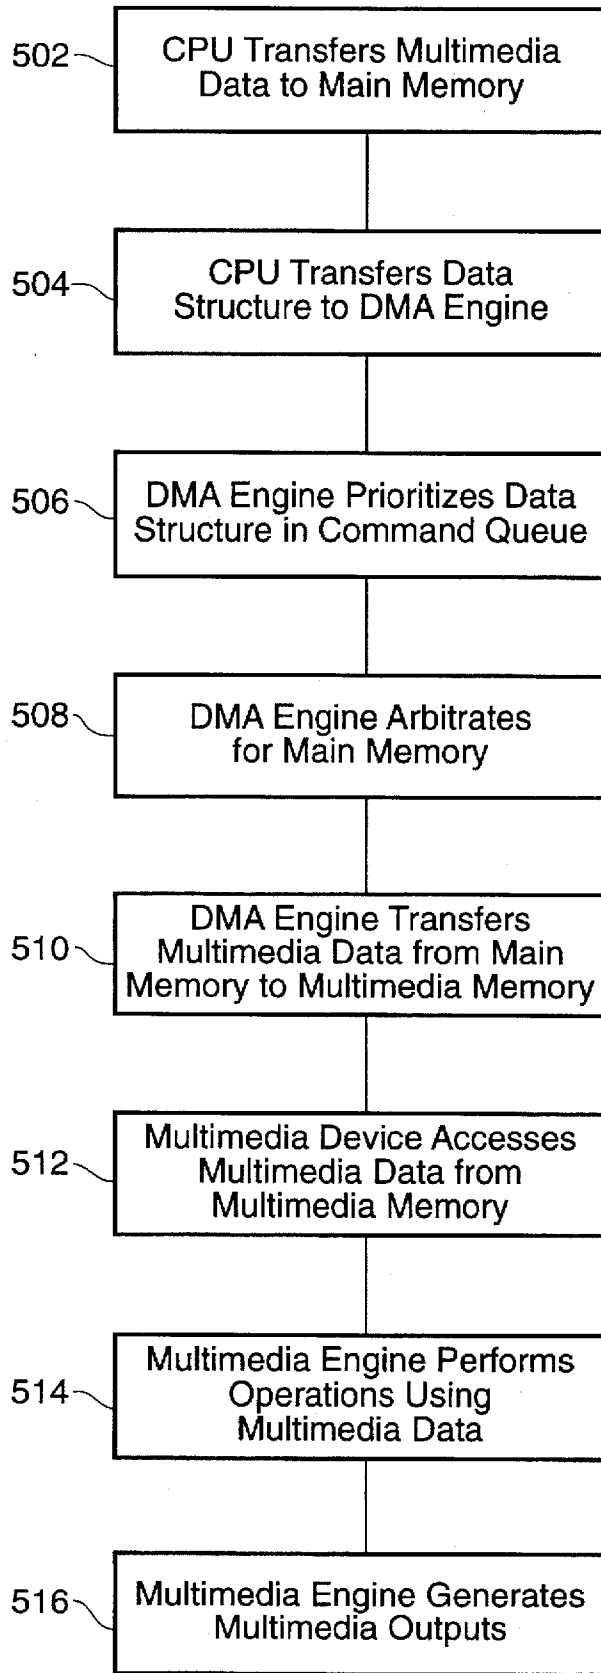 502
CPU Transfers Multimedia
Data to Main Memory
504
CPU Transfers Data
Structure to DMA Engine
506
DMA Engine Prioritizes Data
Structure in Command Queue
508
DMA Engine Arbitrates
for Main Memory
510
DMA Engine Transfers
Multimedia Data from Main
Memory to Multimedia Memory
512
Multimedia Device Accesses
Multimedia Data from
Multimedia Memory
514
Multimedia Engine Performs
Operations Using
Multimedia Data
516
Multimedia Engine Generates
Multimedia Outputs